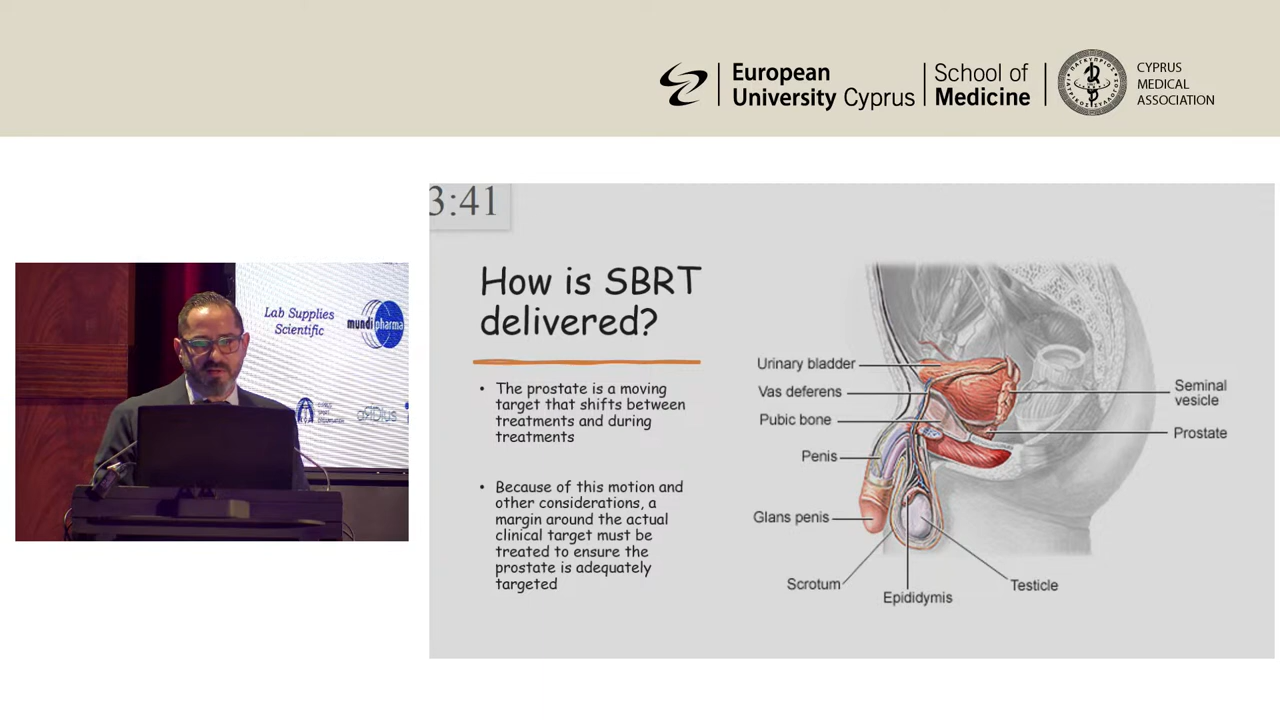 European
University Cyprus
School of
Medicine
CYPRUS
MEDICAL
ASSOCIATION
3:41
Lab Supplies
Scientific
mundipharma
How is SBRT
delivered?
• The prostate is a moving
target that shifts between
treatments and during
treatments
• Because of this motion and
other considerations, a
margin around the actual
clinical target must be
treated to ensure the
prostate is adequately
targeted
Urinary bladder
Vas deferens
Pubic bone
Penis
Glans penis
Scrotum
Epididymis
Testicle
Seminal
vesicle
Prostate